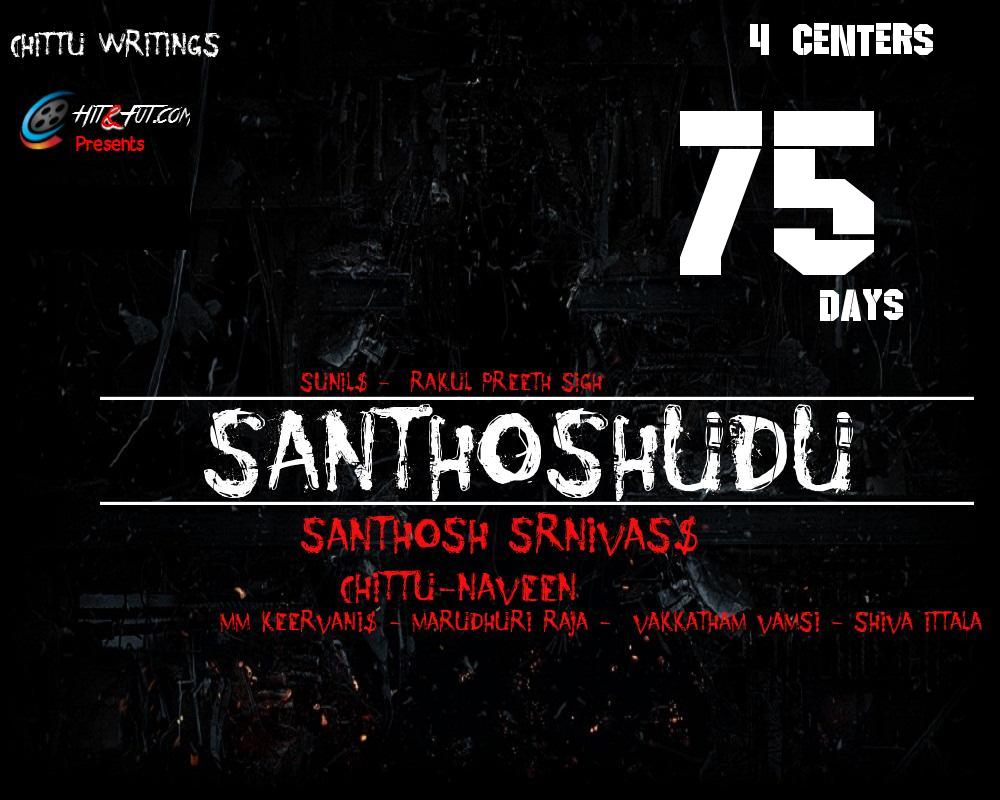 CHITTU WRITINGS
4 CENTERS
HIT&FUT.COM
Presents
75
DAYS
SUNIL$ - RAKUL PREETH SIGH
SANTHOSHUDU
SANTHOSH SRNIVAS$
CHITTU-NAVEEN
MM KEERVANI$ - MARUDHURI RAJA - VAKKATHAM VAMSI - SHIVA ITTALA